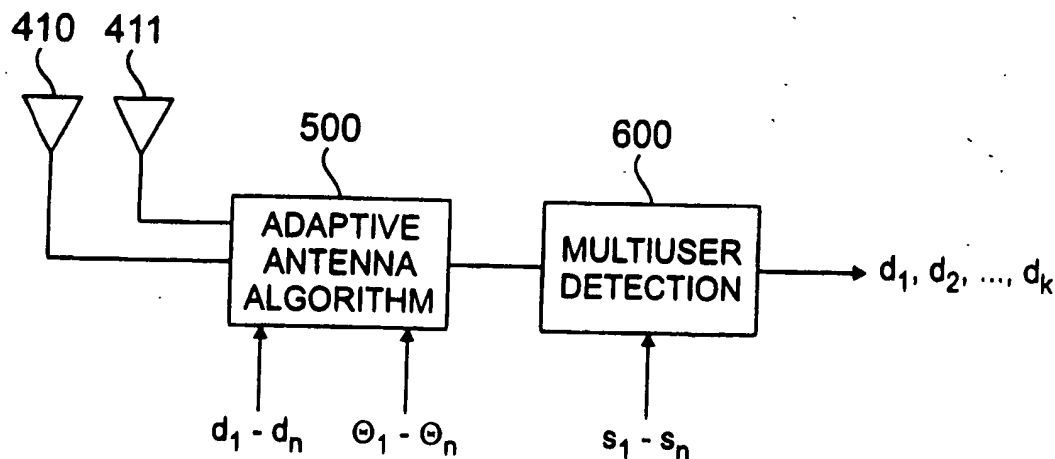 410 411
500
ADAPTIVE
ANTENNA
ALGORITHM
600
MULTIUSER
DETECTION
d₁, d₂, ..., dₖ
d₁ - dₙ
Θ₁ - Θₙ
s₁ - sₙ